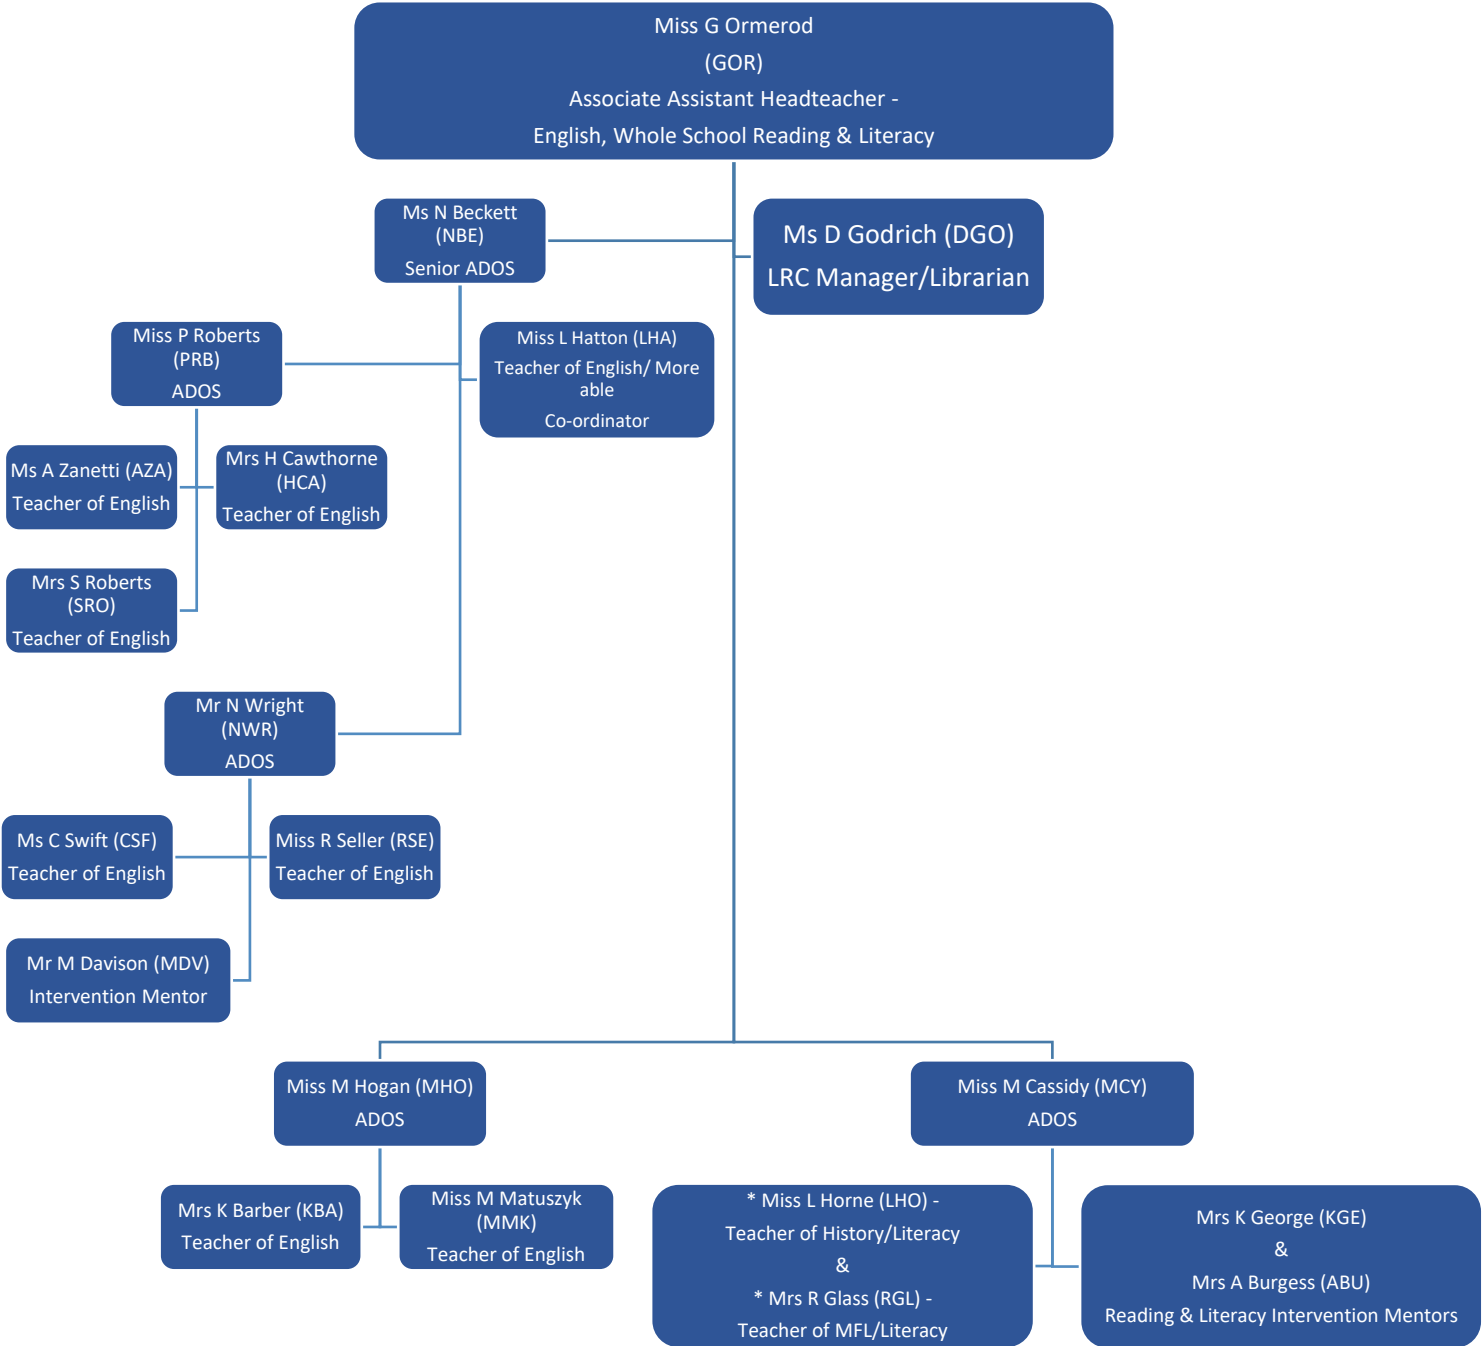 Miss G Ormerod
(GOR)
Associate Assistant Headteacher -
English, Whole School Reading & Literacy
Ms N Beckett
(NBE)
Senior ADOS
Ms D Godrich (DGO)
LRC Manager/Librarian
Miss P Roberts
(PRB)
ADOS
Miss L Hatton (LHA)
Teacher of English/ More
able
Co-ordinator
Ms A Zanetti (AZA)
Teacher of English
Mrs H Cawthorne
(HCA)
Teacher of English
Mrs S Roberts
(SRO)
Teacher of English
Mr N Wright
(NWR)
ADOS
Ms C Swift (CSF)
Teacher of English
Miss R Seller (RSE)
Teacher of English
Mr M Davison (MDV)
Intervention Mentor
Miss M Hogan (MHO)
ADOS
Miss M Cassidy (MCY)
ADOS
Mrs K Barber (KBA)
Teacher of English
Miss M Matuszyk
(MMK)
Teacher of English
* Miss L Horne (LHO) -
Teacher of History/Literacy
&
* Mrs R Glass (RGL) -
Teacher of MFL/Literacy
Mrs K George (KGE)
&
Mrs A Burgess (ABU)
Reading & Literacy Intervention Mentors